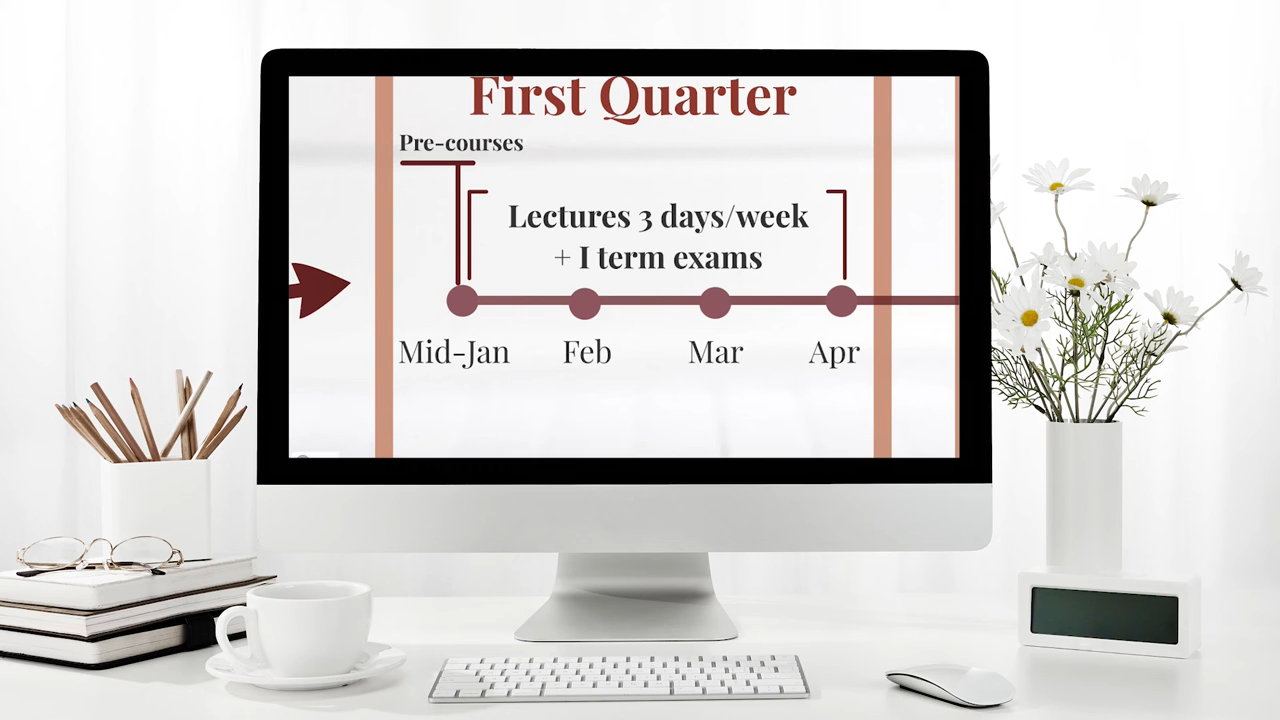 First Quarter
Pre-courses
Lectures 3 days/week
+ I term exams
Mid-Jan Feb Mar Apr